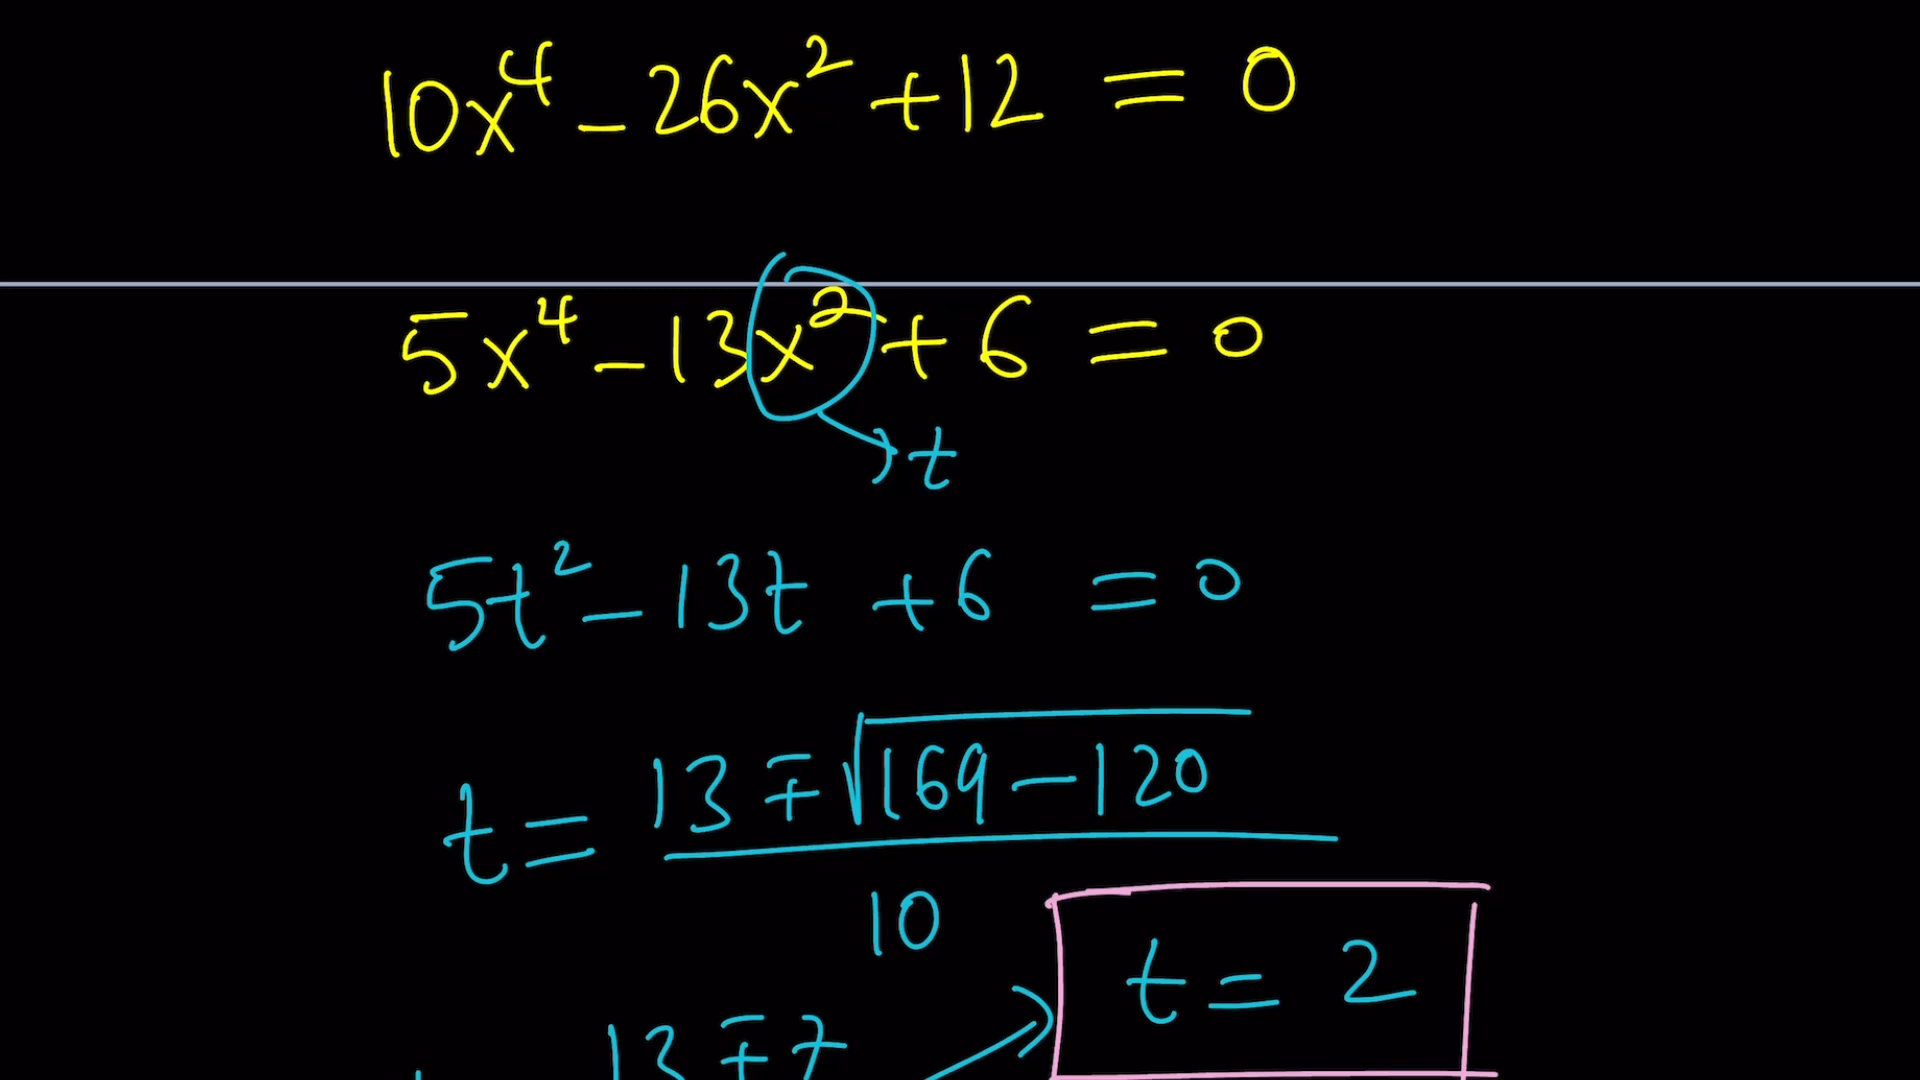 10x⁴ - 26x² + 12 = 0
5x⁴ - 13x² + 6 = 0
t
5t² - 13t + 6 = 0
t = (13 ∓ √(169 - 120)) / 10
t = 2
13 ∓ 7